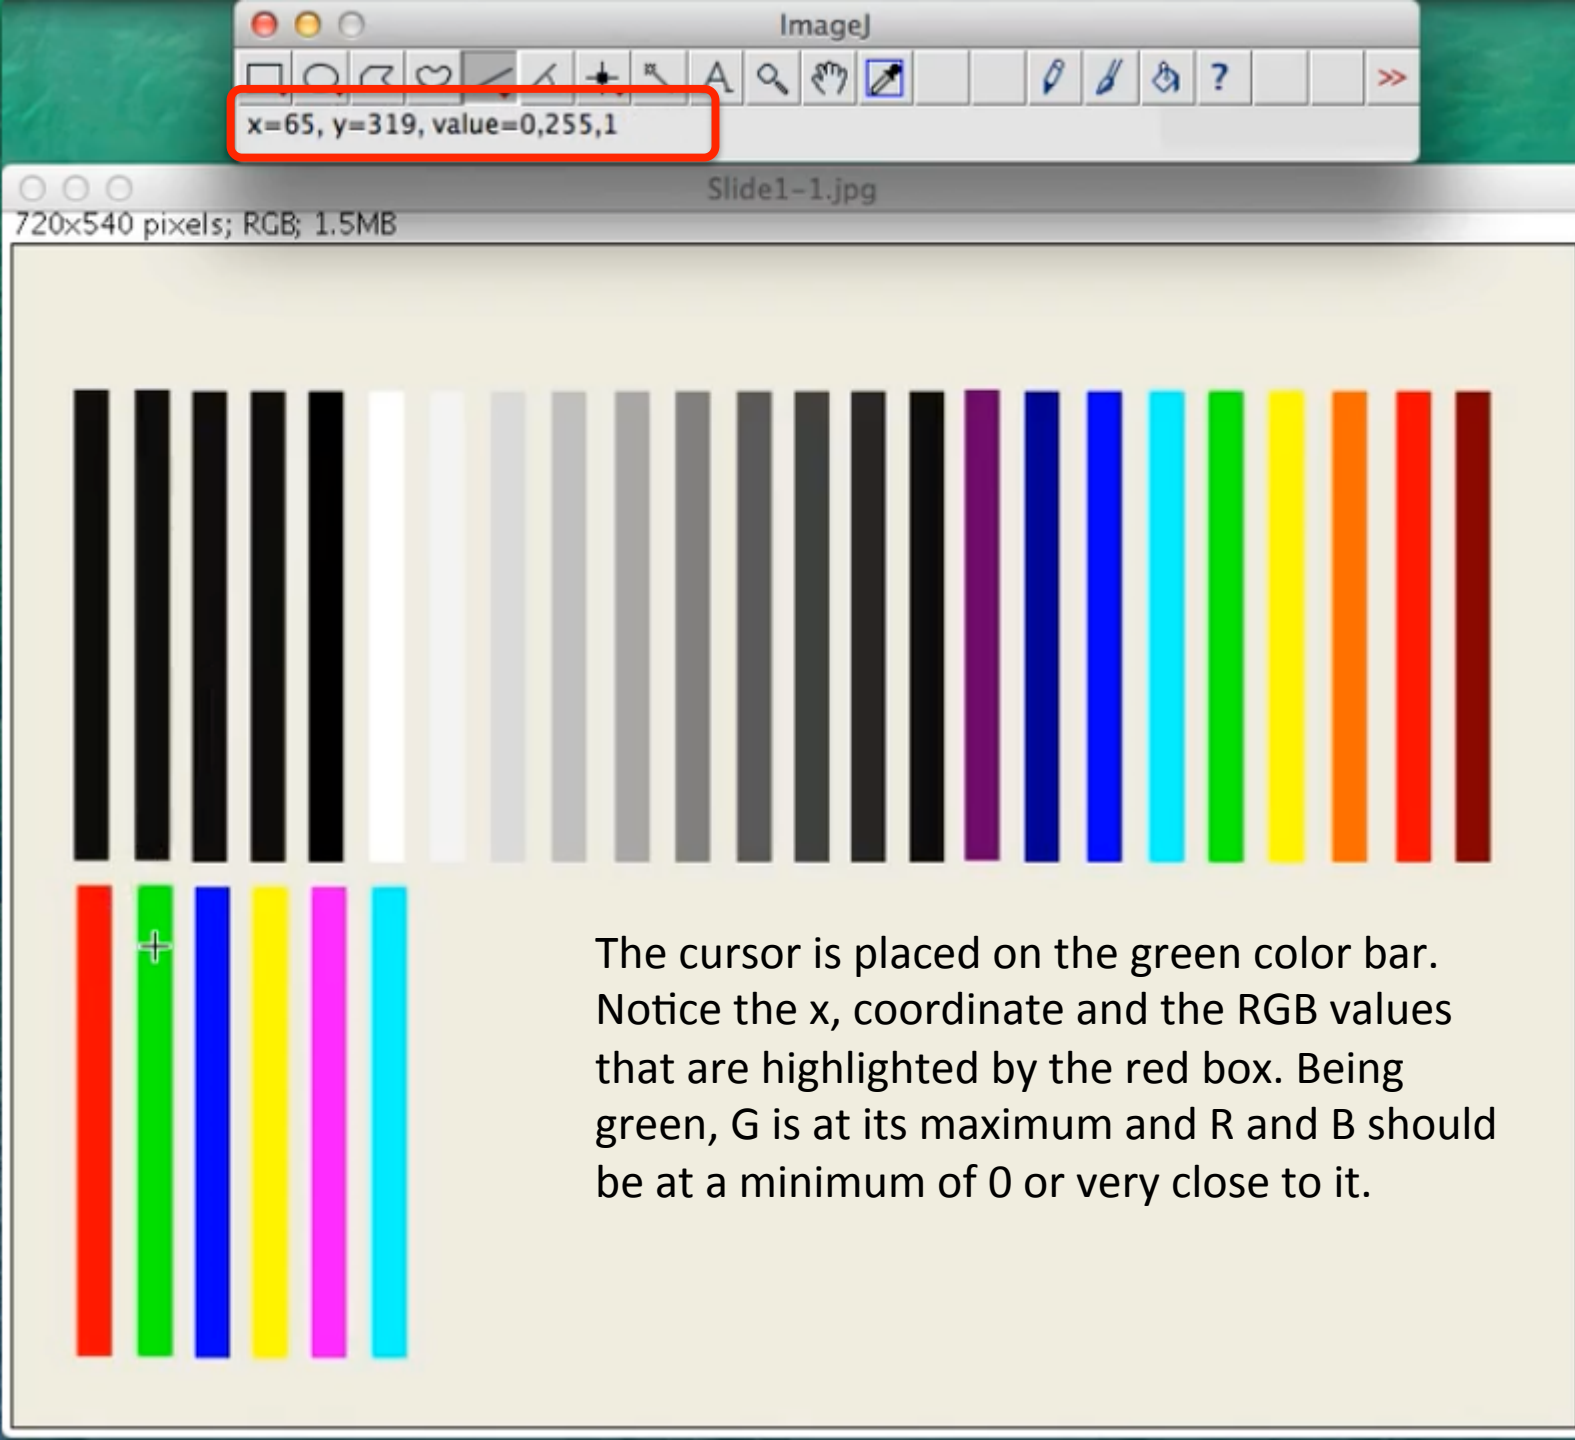 ImageJ
A ? >>
x=65, y=319, value=0,255,1
Slide1-1.jpg
720x540 pixels; RGB; 1.5MB
The cursor is placed on the green color bar.
Notice the x, coordinate and the RGB values
that are highlighted by the red box. Being
green, G is at its maximum and R and B should
be at a minimum of 0 or very close to it.